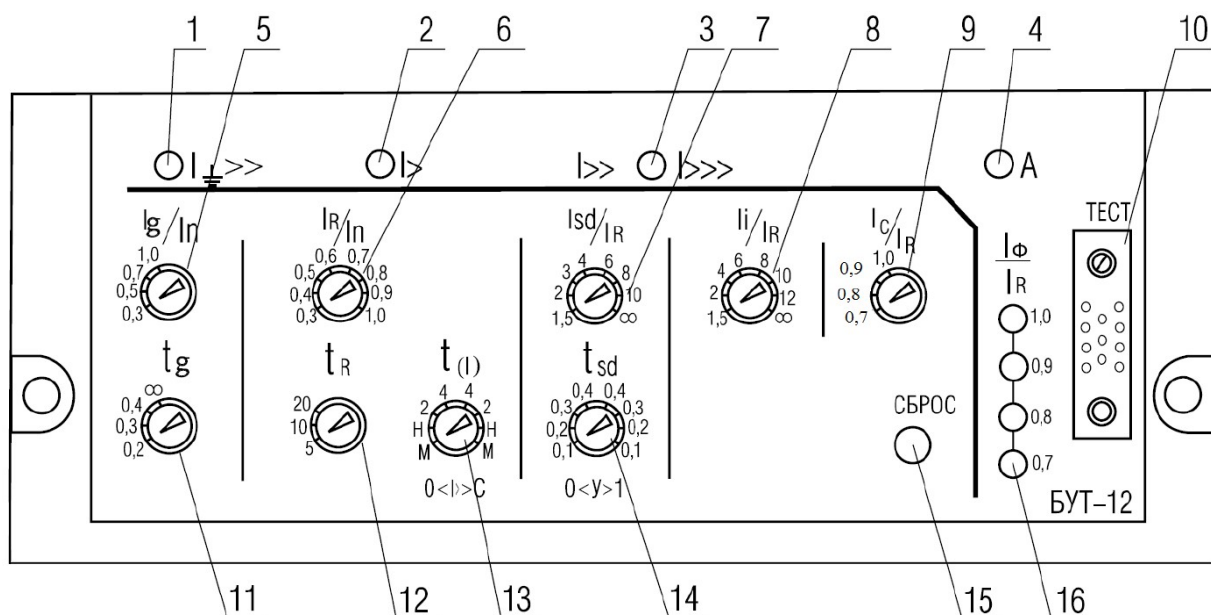 1 5 2 6 3 7 8 9 4 10
I >> I> I>> I>>> A
Ig/In IR/In Isd/IR Ii/IR Ic/IR ТЕСТ
0,3 0,5 0,7 1,0
0,3 0,4 0,5 0,6 0,7 0,8 0,9 1,0
1,5 2 3 4 6 8 10 ∞
1,5 2 4 6 8 10 12 ∞
0,7 0,8 0,9 1,0
IФ
IR
1,0
0,9
0,8
0,7
tg tR t(I) tsd
0,2 0,3 0,4 ∞
5 10 20
М Н 2 4 4 2 Н М
0,1 0,2 0,3 0,4 0,4 0,3 0,2 0,1
СБРОС
0<I>>C 0<У>1
БУТ–12
11 12 13 14 15 16